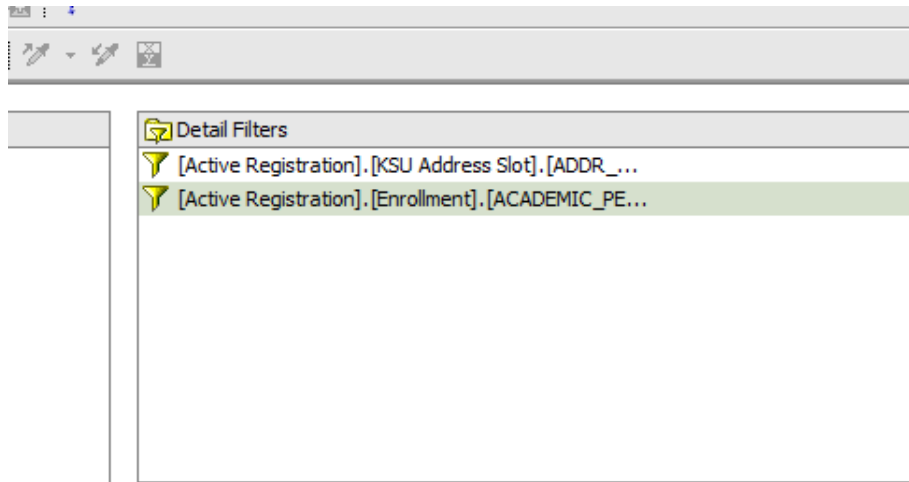 Detail Filters
[Active Registration].[KSU Address Slot].[ADDR_...
[Active Registration].[Enrollment].[ACADEMIC_PE...